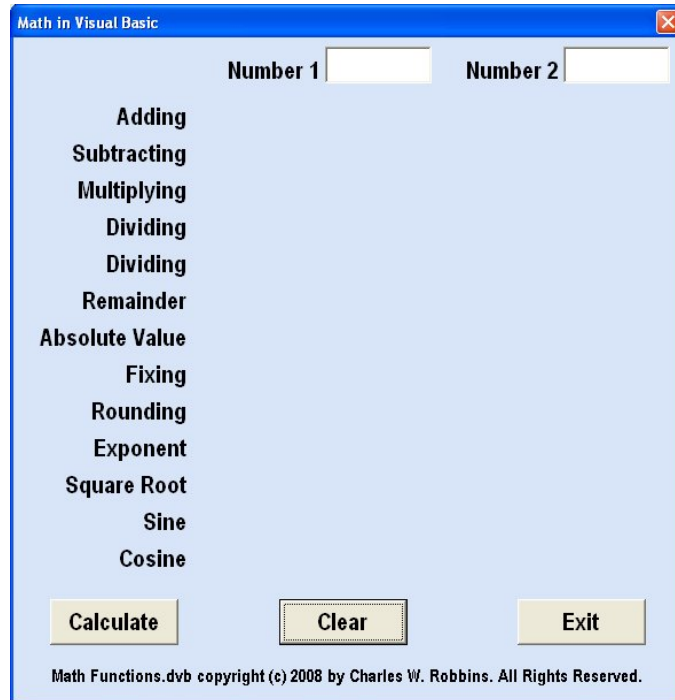 Math in Visual Basic
Number 1 Number 2
Adding
Subtracting
Multiplying
Dividing
Dividing
Remainder
Absolute Value
Fixing
Rounding
Exponent
Square Root
Sine
Cosine
Calculate Clear Exit
Math Functions.dvb copyright (c) 2008 by Charles W. Robbins. All Rights Reserved.